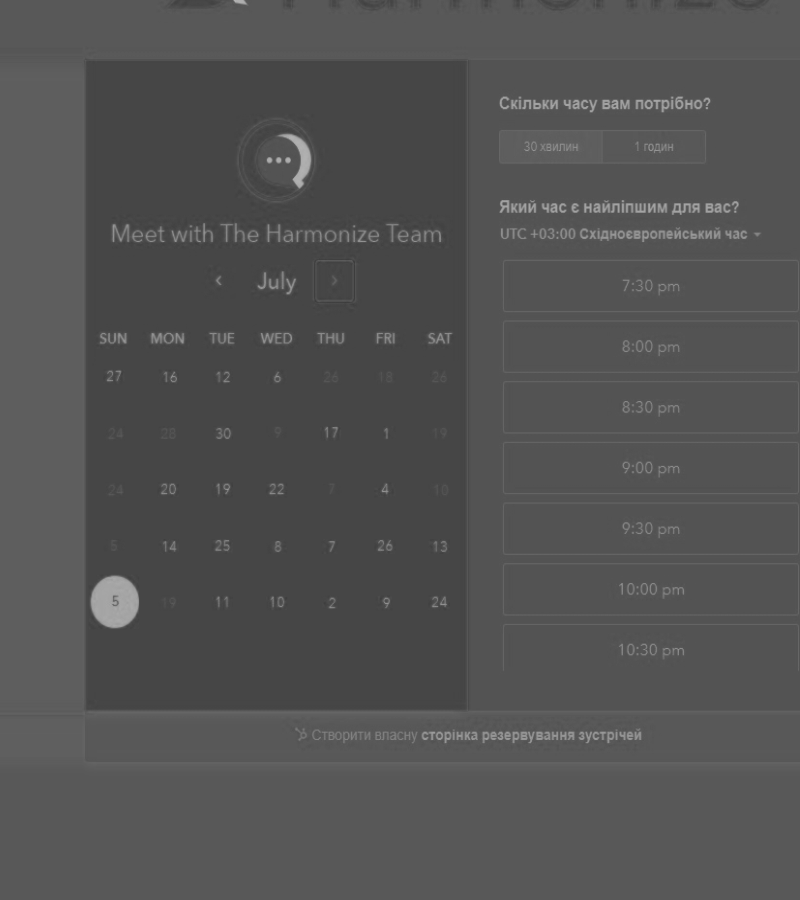 Meet with The Harmonize Team
July
SUN MON TUE WED THU FRI SAT
27 16 12 6 26 18 26
24 28 30 9 17 1 19
24 20 19 22 7 4 10
5 14 25 8 7 26 13
5 19 11 10 2 9 24
Скільки часу вам потрібно?
30 хвилин 1 годин
Який час є найліпшим для вас?
UTC +03:00 Східноєвропейський час
7:30 pm
8:00 pm
8:30 pm
9:00 pm
9:30 pm
10:00 pm
10:30 pm
Створити власну сторінка резервування зустрічей